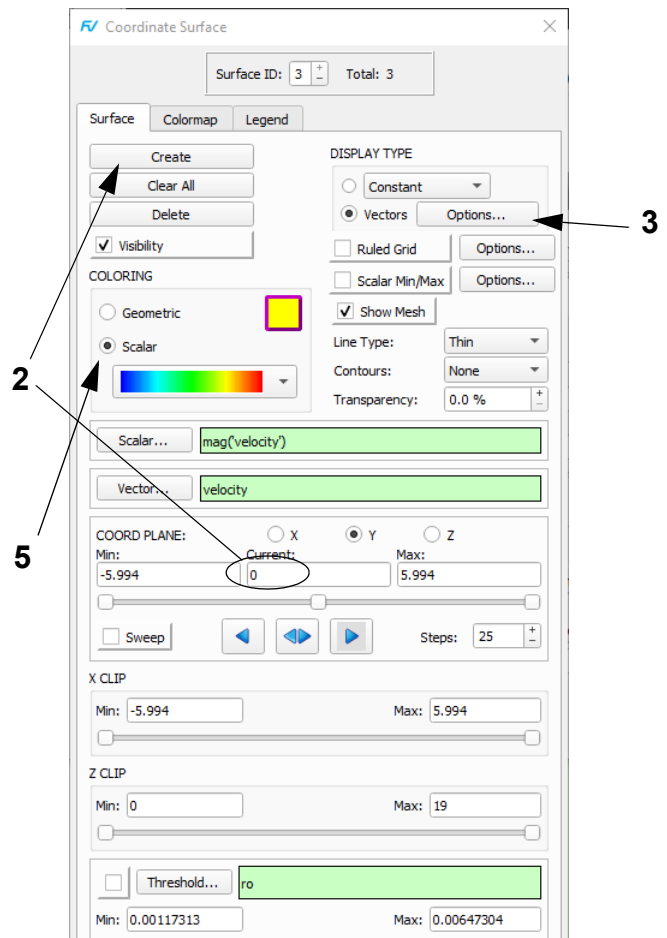 FV Coordinate Surface
Surface ID: 3 Total: 3
Surface Colormap Legend
Create
Clear All
Delete
Visibility
DISPLAY TYPE
Constant
Vectors Options...
3
Ruled Grid Options...
Scalar Min/Max Options...
Show Mesh
COLORING
Geometric
Scalar
Line Type: Thin
Contours: None
Transparency: 0.0 %
2
Scalar... mag('velocity')
Vector... velocity
5
COORD PLANE: X Y Z
Min: Current: Max:
-5.994 0 5.994
Sweep Steps: 25
X CLIP
Min: -5.994 Max: 5.994
Z CLIP
Min: 0 Max: 19
Threshold... ro
Min: 0.00117313 Max: 0.00647304